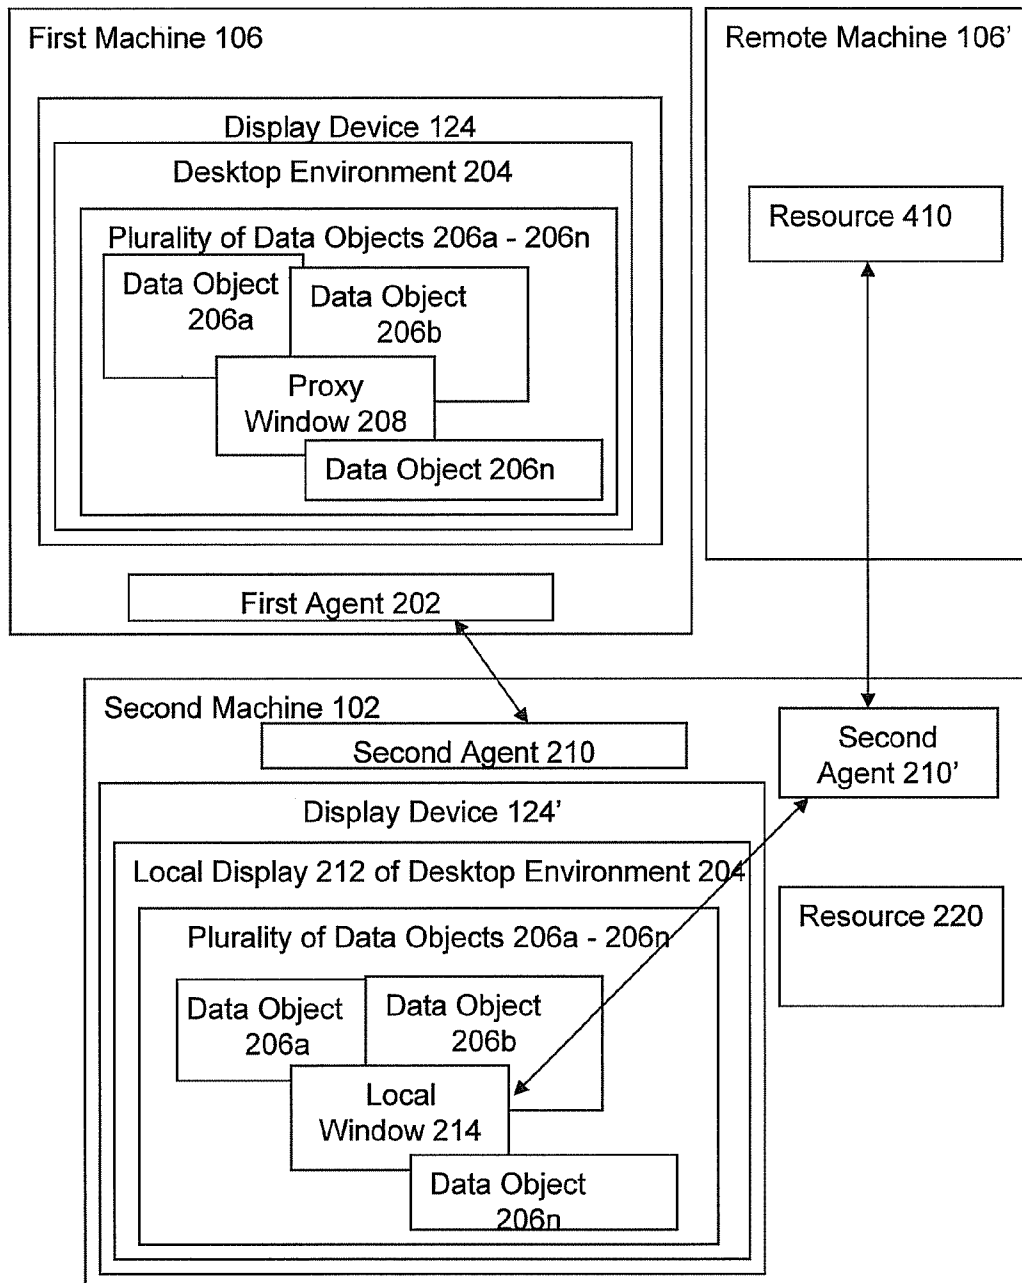 First Machine 106
Display Device 124
Desktop Environment 204
Plurality of Data Objects 206a - 206n
Data Object
206a
Data Object
206b
Proxy
Window 208
Data Object 206n
First Agent 202
Remote Machine 106’
Resource 410
Second Machine 102
Second Agent 210
Second
Agent 210’
Display Device 124’
Local Display 212 of Desktop Environment 204
Plurality of Data Objects 206a - 206n
Data Object
206a
Data Object
206b
Local
Window 214
Data Object
206n
Resource 220